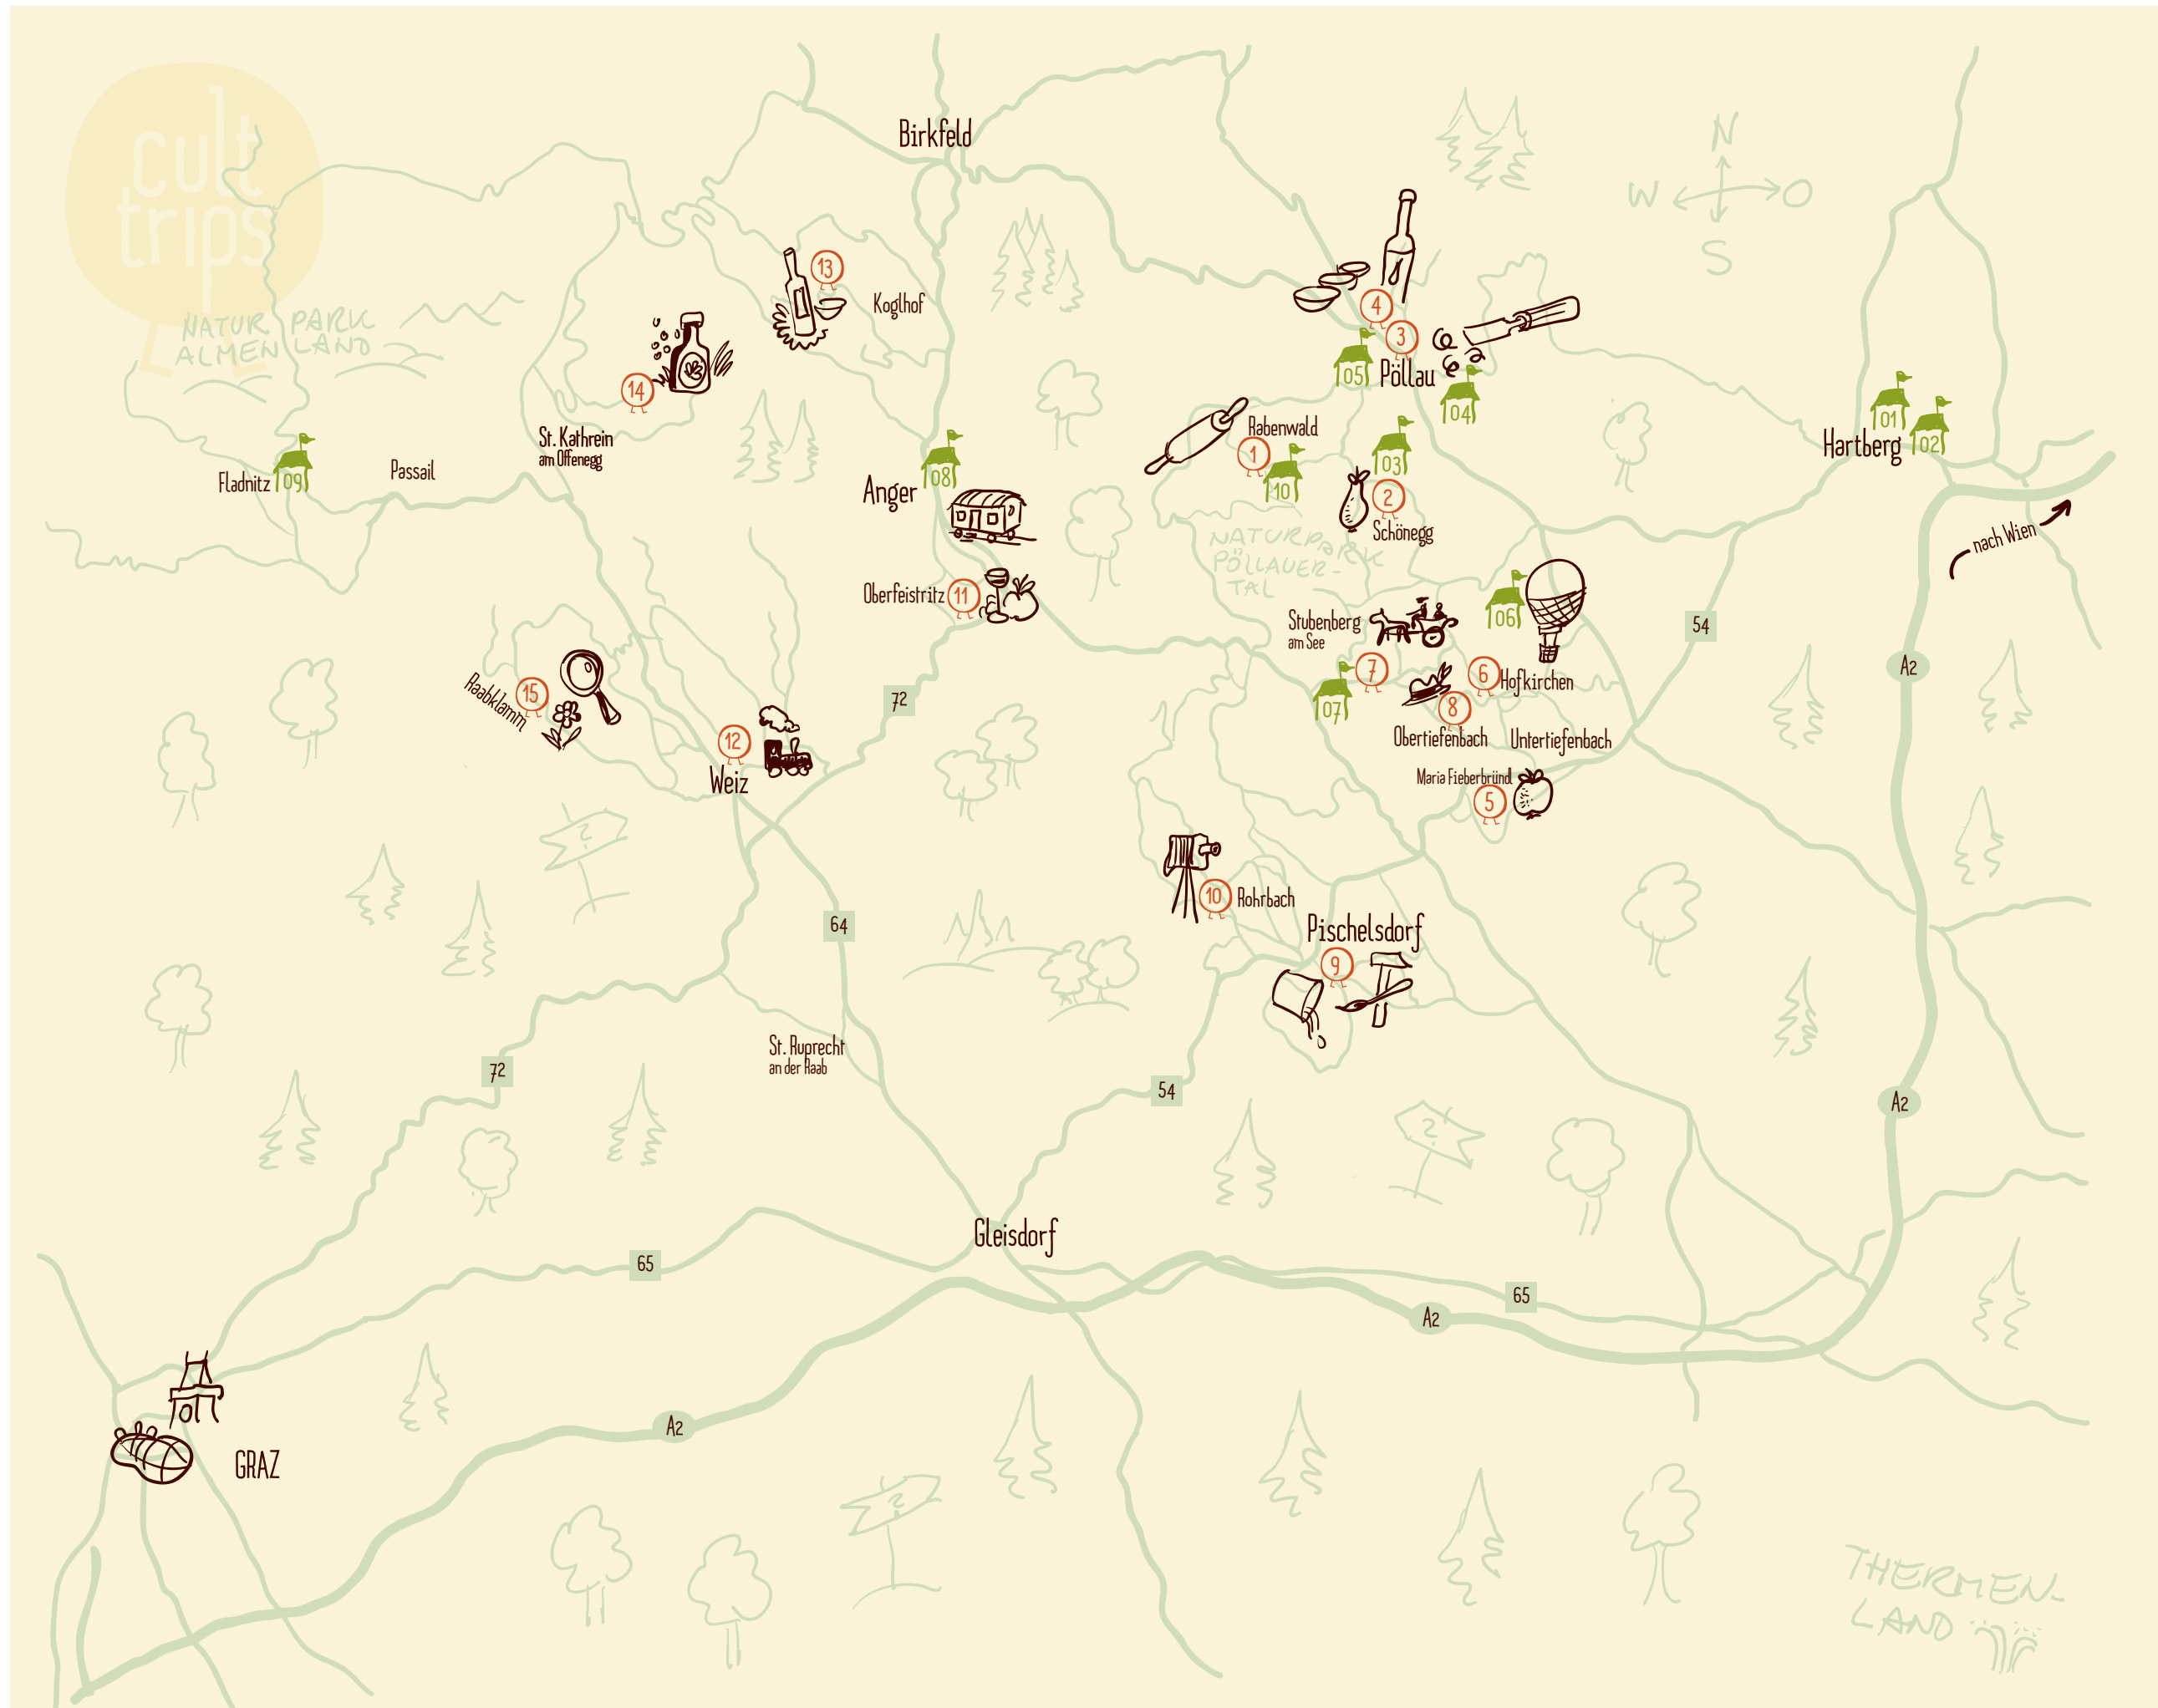 cult
trips
NATUR PARK
ALMEN LAND
Birkfeld
N
W O
S
13
Koglhof
14
4
3
05
Pöllau
04
01
02
Hartberg
St. Kathrein
am Offenegg
Passail
Fladnitz
09
Anger
08
Rabenwald
1
10
03
2
Schönegg
NATURPARK
PÖLLAUER-
TAL
nach Wien
Oberfeistritz
11
06
Stubenberg
am See
7
07
6
Hofkirchen
8
Obertiefenbach
Untertiefenbach
Maria Fieberbründl
5
54
A2
72
Raabklamm
15
12
Weiz
10
Rohrbach
Pischelsdorf
9
64
St. Ruprecht
an der Raab
72
54
A2
?
?
Gleisdorf
65
65
A2
A2
GRAZ
?
THERMEN-
LAND